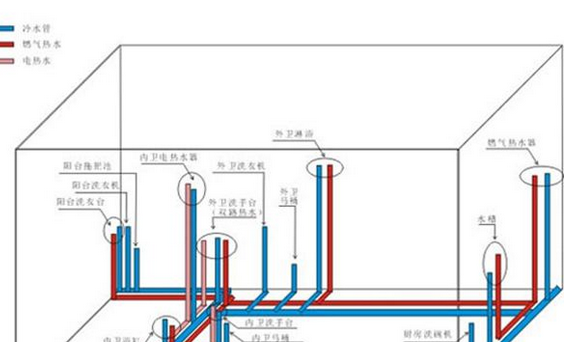 冷水管
燃气热水
电热水
外卫淋浴
燃气热水器
内卫电热水器
阳台拖把池
外卫洗衣机
阳台洗衣机
外卫马桶
阳台洗衣台
外卫洗手台
（双路热水）
水槽
内卫洗手台
厨房洗碗机
内卫浴缸
内卫马桶